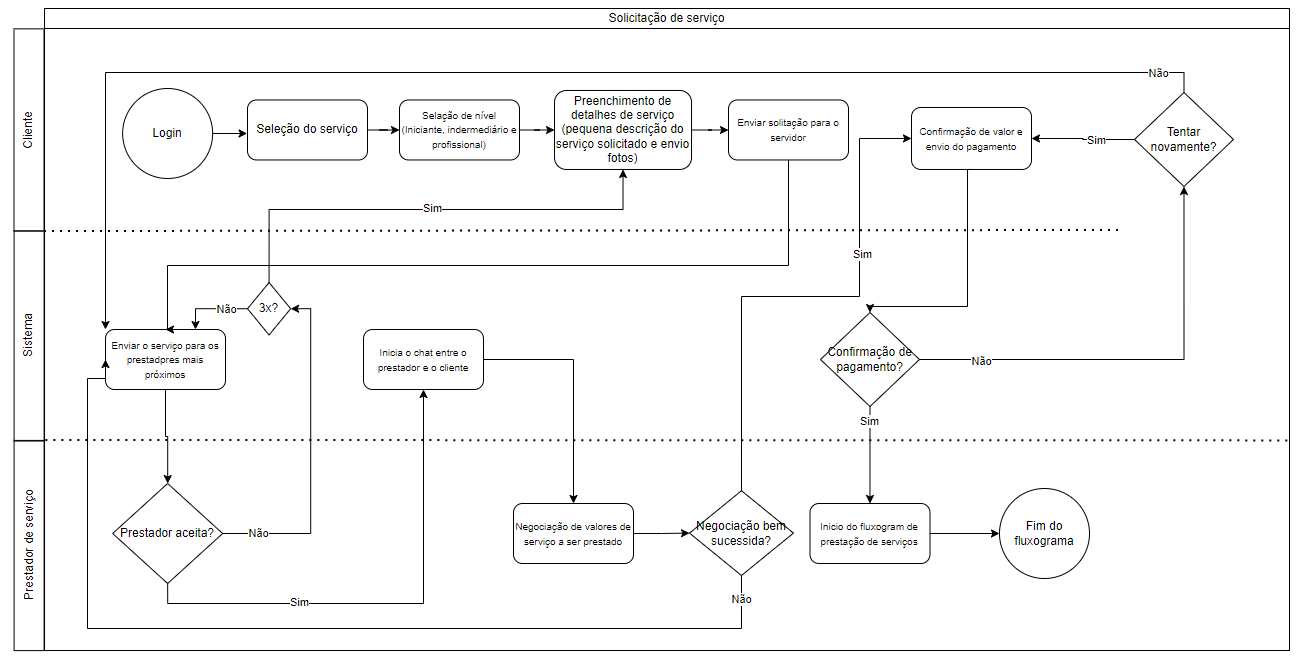 Solicitação de serviço
Cliente
Não
Login
Seleção do serviço
Selação de nível
(Iniciante, indermediário e
profissional)
Preenchimento de
detalhes de serviço
(pequena descrição do
serviço solicitado e envio
fotos)
Enviar solitação para o
servidor
Confirmação de valor e
envio do pagamento
Sim
Tentar
novamente?
Sim
Sistema
Sim
Não
3x?
Enviar o serviço para os
prestadpres mais
próximos
Inicia o chat entre o
prestador e o cliente
Confirmação de
pagamento?
Não
Sim
Prestador de serviço
Prestador aceita?
Não
Sim
Negociação de valores de
serviço a ser prestado
Negociação bem
sucessida?
Não
Inicio do fluxogram de
prestação de serviços
Fim do
fluxograma